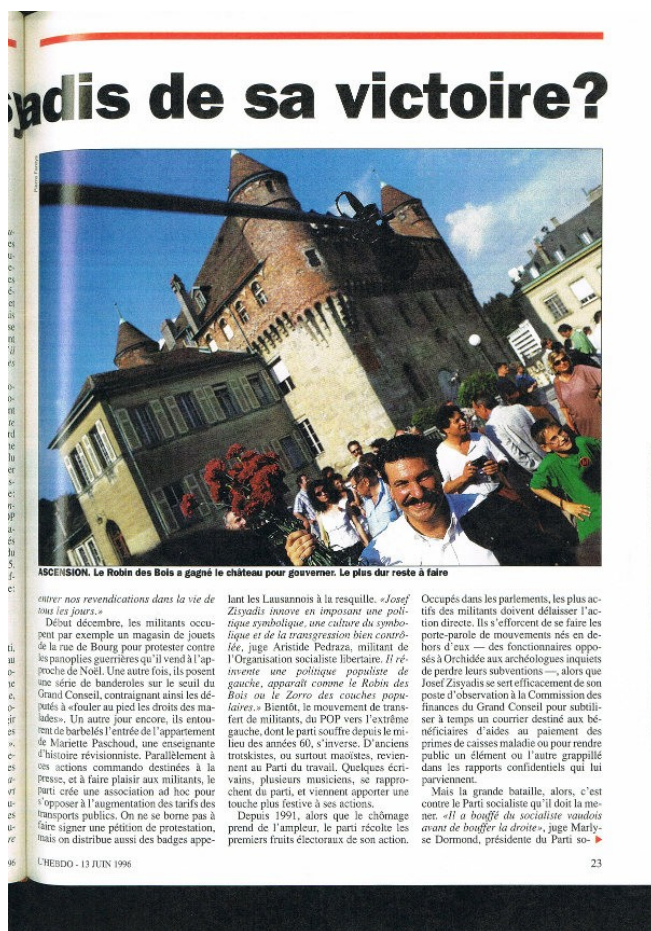 yadis de sa victoire?
ASCENSION. Le Robin des Bois a gagné le château pour gouverner. Le plus dur reste à faire
entrer nos revendications dans la vie de
tous les jours.»
Début décembre, les militants occu-
pent par exemple un magasin de jouets
de la rue de Bourg pour protester contre
les panoplies guerrières qu'il vend à l'ap-
proche de Noël. Une autre fois, ils posent
une série de banderoles sur le seuil du
Grand Conseil, contraignant ainsi les dé-
putés à «fouler au pied les droits des ma-
lades». Un autre jour encore, ils entou-
rent de barbelés l'entrée de l'appartement
de Mariette Paschoud, une enseignante
d'histoire révisionniste. Parallèlement à
ces actions commando destinées à la
presse, et à faire plaisir aux militants, le
parti crée une association ad hoc pour
s'opposer à l'augmentation des tarifs des
transports publics. On ne se borne pas à
faire signer une pétition de protestation,
mais on distribue aussi des badges appe-
lant les Lausannois à la resquille. «Josef
Zisyadis innove en imposant une poli-
tique symbolique, une culture du symbo-
lique et de la transgression bien contrô-
lée, juge Aristide Pedraza, militant de
l'Organisation socialiste libertaire. Il ré-
invente une politique populiste de
gauche, apparaît comme le Robin des
Bois ou le Zorro des couches popu-
laires.» Bientôt, le mouvement de trans-
fert de militants, du POP vers l'extrême
gauche, dont le parti souffre depuis le mi-
lieu des années 60, s'inverse. D'anciens
trotskistes, ou surtout maoïstes, revien-
nent au Parti du travail. Quelques écri-
vains, plusieurs musiciens, se rappro-
chent du parti, et viennent apporter une
touche plus festive à ses actions.
Depuis 1991, alors que le chômage
prend de l'ampleur, le parti récolte les
premiers fruits électoraux de son action.
Occupés dans les parlements, les plus ac-
tifs des militants doivent délaisser l'ac-
tion directe. Ils s'efforcent de se faire les
porte-parole de mouvements nés en de-
hors d'eux — des fonctionnaires oppo-
sés à Orchidée aux archéologues inquiets
de perdre leurs subventions —, alors que
Josef Zisyadis se sert efficacement de son
poste d'observation à la Commission des
finances du Grand Conseil pour subtili-
ser à temps un courrier destiné aux bé-
néficiaires d'aides au paiement des
primes de caisses maladie ou pour rendre
public un élément ou l'autre grappillé
dans les rapports confidentiels qui lui
parviennent.
Mais la grande bataille, alors, c'est
contre le Parti socialiste qu'il doit la me-
ner. «Il a bouffé du socialiste vaudois
avant de bouffer la droite», juge Marly-
se Dormond, présidente du Parti so-
L'HEBDO - 13 JUIN 1996
23